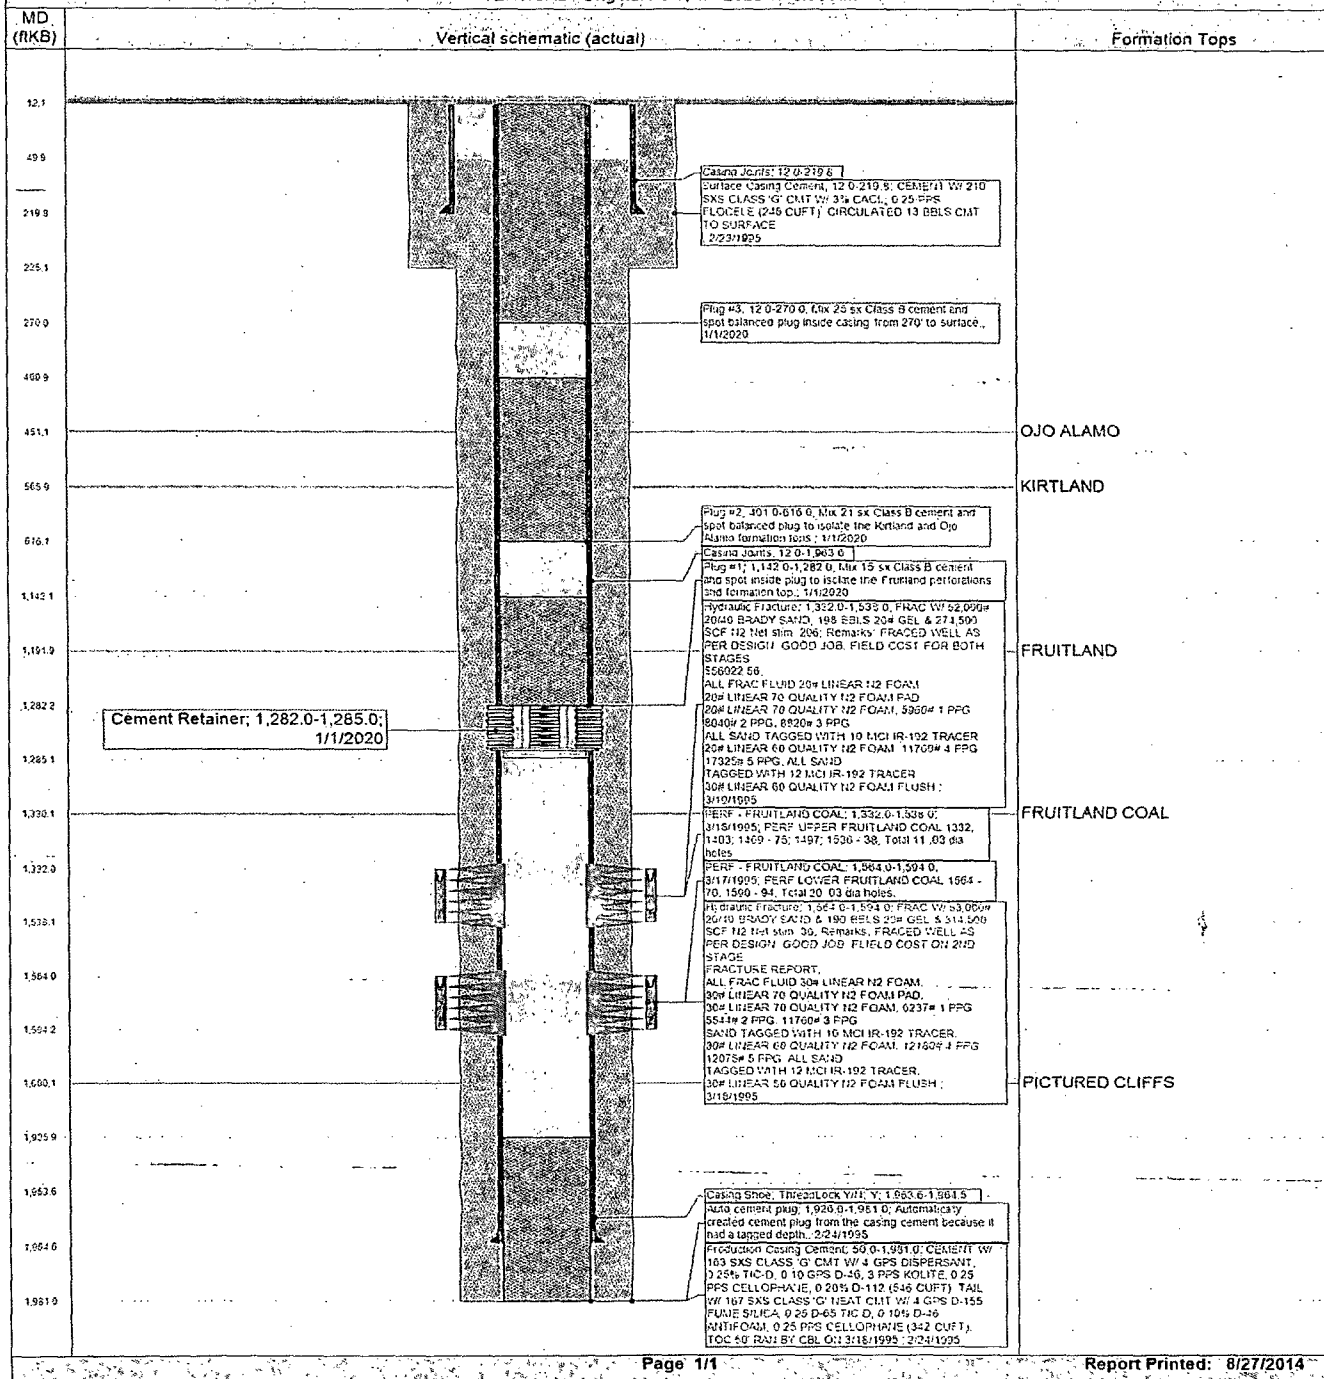 MD
(ftKB)
Vertical schematic (actual)
Formation Tops
12.1
49.9
219.8
225.1
270.0
400.9
451.1
565.9
616.1
1,142.1
1,191.9
1,282.2
1,285.1
1,330.1
1,332.0
1,538.1
1,564.0
1,594.2
1,680.1
1,925.9
1,963.6
1,964.6
1,981.0
Casing Joints; 12.0-219.8
Surface Casing Cement, 12.0-219.8; CEMENT W/ 210
SXS CLASS 'G' CMT W/ 3% CACL; 0.25 PPS
FLOCELE (246 CUFT) CIRCULATED 13 BBLS CMT
TO SURFACE
2/23/1995
Plug #3, 12.0-270.0, Mix 25 sx Class B cement and
spot balanced plug inside casing from 270' to surface.,
1/1/2020
OJO ALAMO
KIRTLAND
Plug #2, 401.0-616.0, Mix 21 sx Class B cement and
spot balanced plug to isolate the Kirtland and Ojo
Alamo formation tops.; 1/1/2020
Casing Joints, 12.0-1,963.6
Plug #1; 1,142.0-1,282.0, Mix 15 sx Class B cement
and spot inside plug to isolate the Fruitland perforations
and formation top.; 1/1/2020
Hydraulic Fracture; 1,332.0-1,538.0, FRAC W/ 52,000#
20/40 BRADY SAND, 198 BBLS 20# GEL & 274,500
SCF N2 Net stim 206; Remarks: FRACED WELL AS
PER DESIGN. GOOD JOB. FIELD COST FOR BOTH
STAGES
$56022.56,
ALL FRAC FLUID 20# LINEAR N2 FOAM
20# LINEAR 70 QUALITY N2 FOAM PAD
20# LINEAR 70 QUALITY N2 FOAM, 5960# 1 PPG
8040# 2 PPG, 8920# 3 PPG
ALL SAND TAGGED WITH 10 MCI IR-192 TRACER
20# LINEAR 60 QUALITY N2 FOAM 11760# 4 PPG
17325# 5 PPG, ALL SAND
TAGGED WITH 12 MCI IR-192 TRACER
30# LINEAR 60 QUALITY N2 FOAM FLUSH ;
3/19/1995
FRUITLAND
Cement Retainer; 1,282.0-1,285.0;
1/1/2020
FRUITLAND COAL
PERF - FRUITLAND COAL; 1,332.0-1,538.0;
3/18/1995; PERF UPPER FRUITLAND COAL 1332,
1403; 1469 - 75; 1497; 1536 - 38, Total 11 .03 dia
holes
PERF - FRUITLAND COAL; 1,564.0-1,594.0,
3/17/1995; PERF LOWER FRUITLAND COAL 1564 -
70, 1590 - 94, Total 20 .03 dia holes.
Hydraulic Fracture; 1,564.0-1,594.0; FRAC W/ 53,000#
20/40 BRADY SAND & 190 BBLS 20# GEL & 314,500
SCF N2 Net stim 30, Remarks, FRACED WELL AS
PER DESIGN GOOD JOB FLIELD COST ON 2ND
STAGE
FRACTURE REPORT,
ALL FRAC FLUID 30# LINEAR N2 FOAM,
30# LINEAR 70 QUALITY N2 FOAM PAD,
30# LINEAR 70 QUALITY N2 FOAM, 6237# 1 PPG
5544# 2 PPG, 11760# 3 PPG
SAND TAGGED WITH 10 MCI IR-192 TRACER,
30# LINEAR 60 QUALITY N2 FOAM, 12180# 4 PPG
12075# 5 PPG, ALL SAND
TAGGED WITH 12 MCI IR-192 TRACER,
30# LINEAR 50 QUALITY N2 FOAM FLUSH ;
3/18/1995
PICTURED CLIFFS
Casing Shoe, ThreadLock Y/N; Y; 1,963.6-1,964.5
Auto cement plug; 1,926.0-1,981.0; Automaticaly
created cement plug from the casing cement because it
had a tagged depth.. 2/24/1995
Production Casing Cement; 50.0-1,981.0; CEMENT W/
163 SXS CLASS 'G' CMT W/ 4 GPS DISPERSANT,
0.25% TIC-D, 0.10 GPS D-46, 3 PPS KOLITE, 0.25
PPS CELLOPHANE, 0.20% D-112 (546 CUFT) TAIL
W/ 167 SXS CLASS 'G' NEAT CMT W/ 4 GPS D-155
FUME SILICA, 0.25 D-65 TIC D, 0.10% D-46
ANTIFOAM, 0.25 PPS CELLOPHANE (342 CUFT).
TOC 50' RAN BY CBL ON 3/18/1995; 2/24/1995
Page 1/1
Report Printed: 8/27/2014